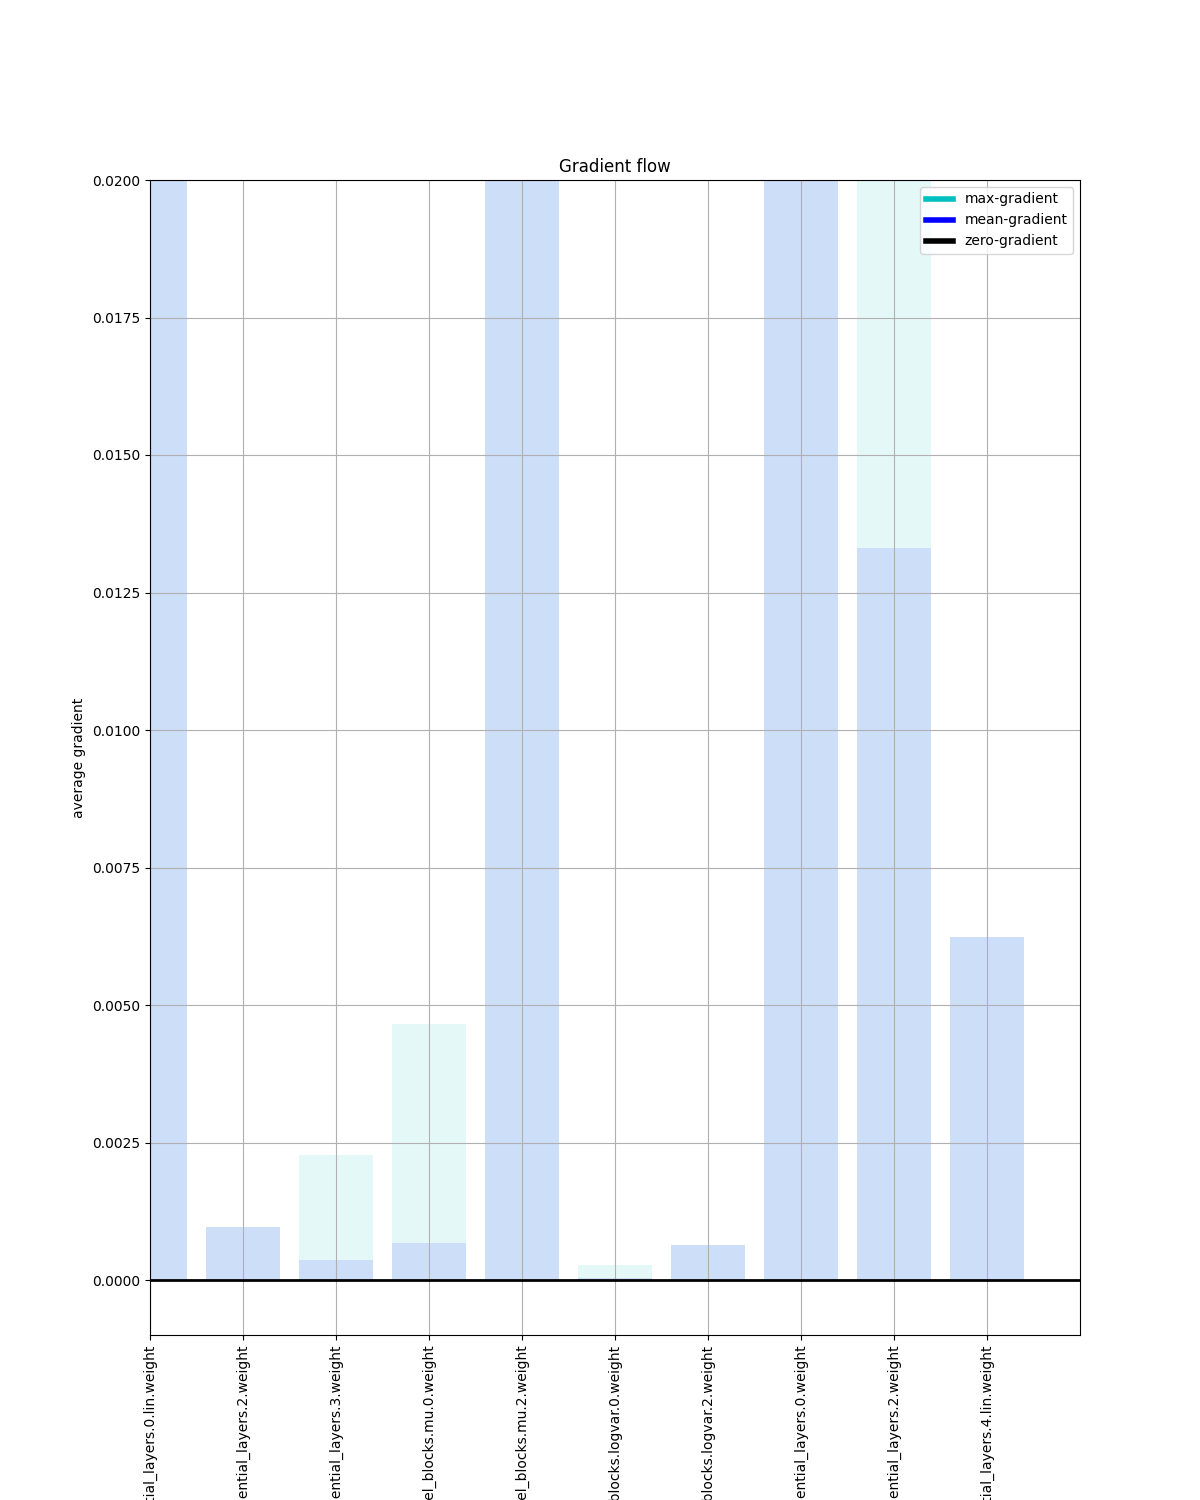 Gradient flow
max-gradient
mean-gradient
zero-gradient
0.0200
0.0175
0.0150
0.0125
0.0100
0.0075
0.0050
0.0025
0.0000
average gradient
tial_layers.0.lin.weight
ential_layers.2.weight
ential_layers.3.weight
el_blocks.mu.0.weight
el_blocks.mu.2.weight
blocks.logvar.0.weight
blocks.logvar.2.weight
ential_layers.0.weight
ential_layers.2.weight
tial_layers.4.lin.weight